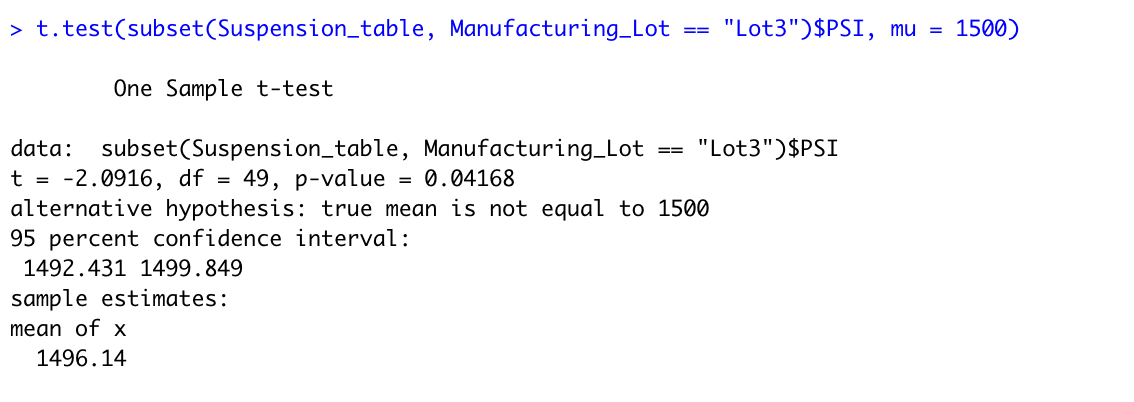 > t.test(subset(Suspension_table, Manufacturing_Lot == "Lot3")$PSI, mu = 1500)
One Sample t-test
data:  subset(Suspension_table, Manufacturing_Lot == "Lot3")$PSI
t = -2.0916, df = 49, p-value = 0.04168
alternative hypothesis: true mean is not equal to 1500
95 percent confidence interval:
1492.431 1499.849
sample estimates:
mean of x
1496.14